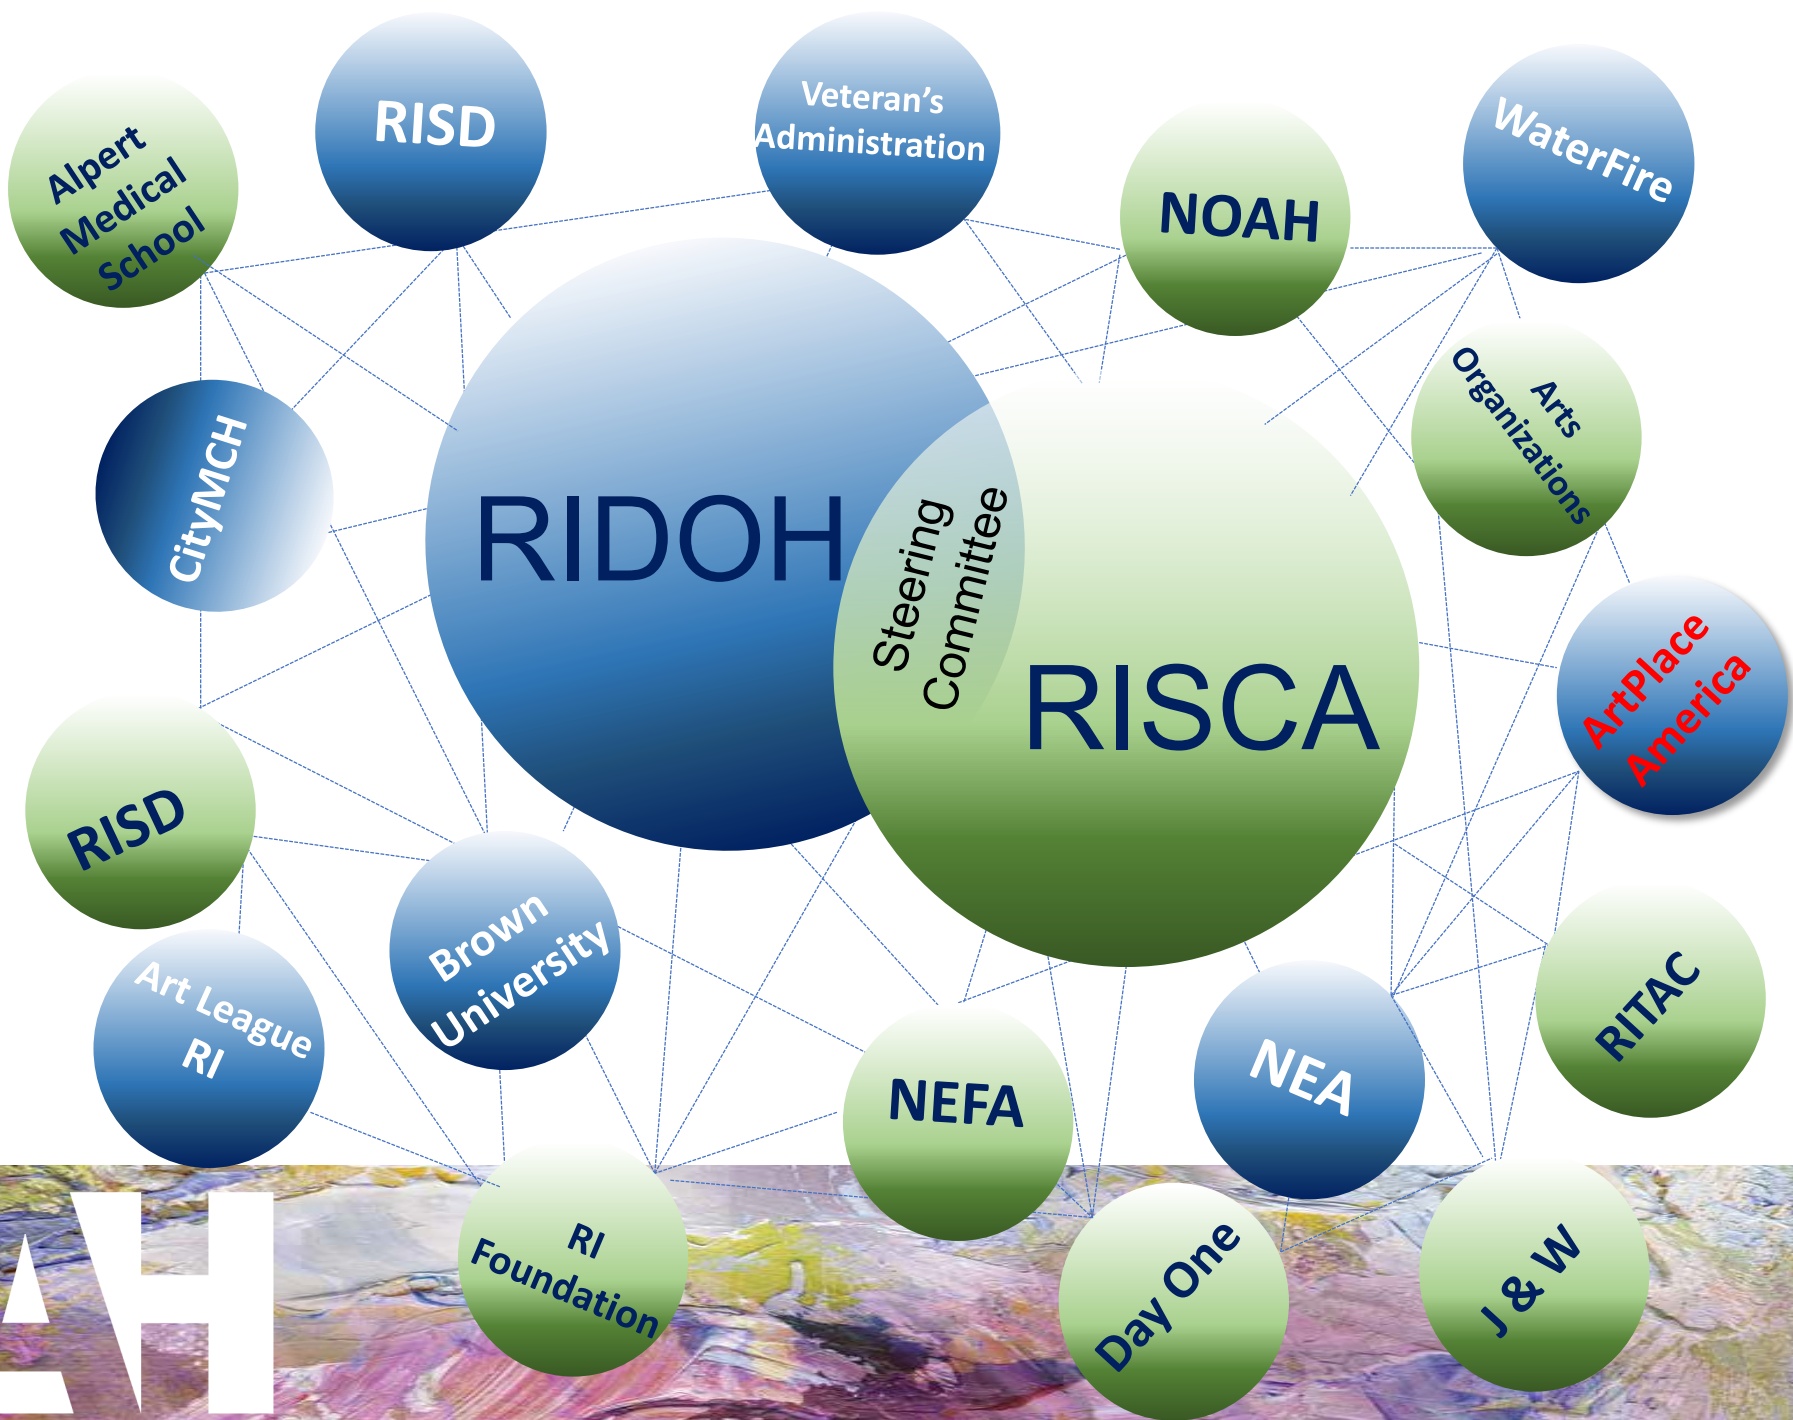 Alpert
Medical
School
RISD
Veteran's
Administration
NOAH
WaterFire
Arts
Organizations
CityMCH
RIDOH
Steering
Committee
RISCA
ArtPlace
America
RISD
Brown
University
Art League
RI
NEFA
NEA
RITAC
RI
Foundation
Day One
J & W
AH